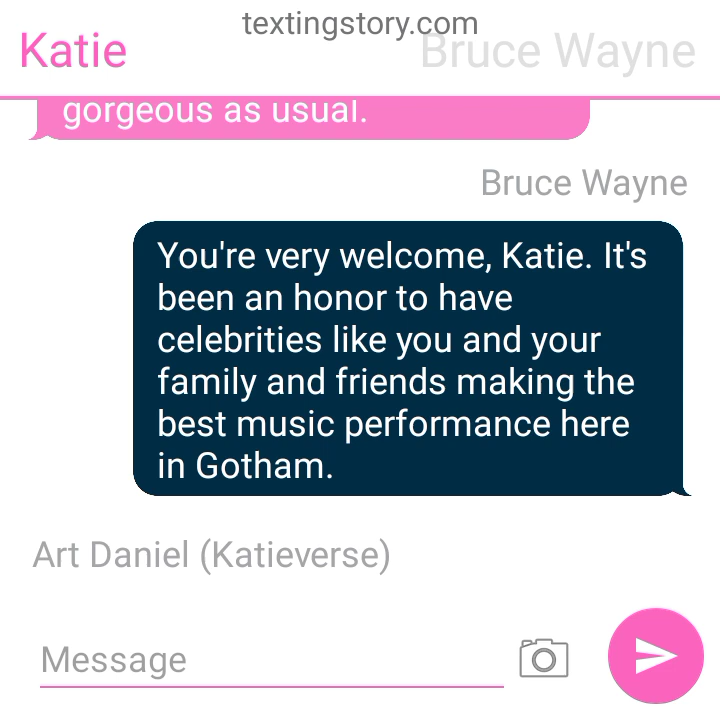 textingstory.com
Katie
Bruce Wayne
gorgeous as usual.
Bruce Wayne
You're very welcome, Katie. It's
been an honor to have
celebrities like you and your
family and friends making the
best music performance here
in Gotham.
Art Daniel (Katieverse)
Message